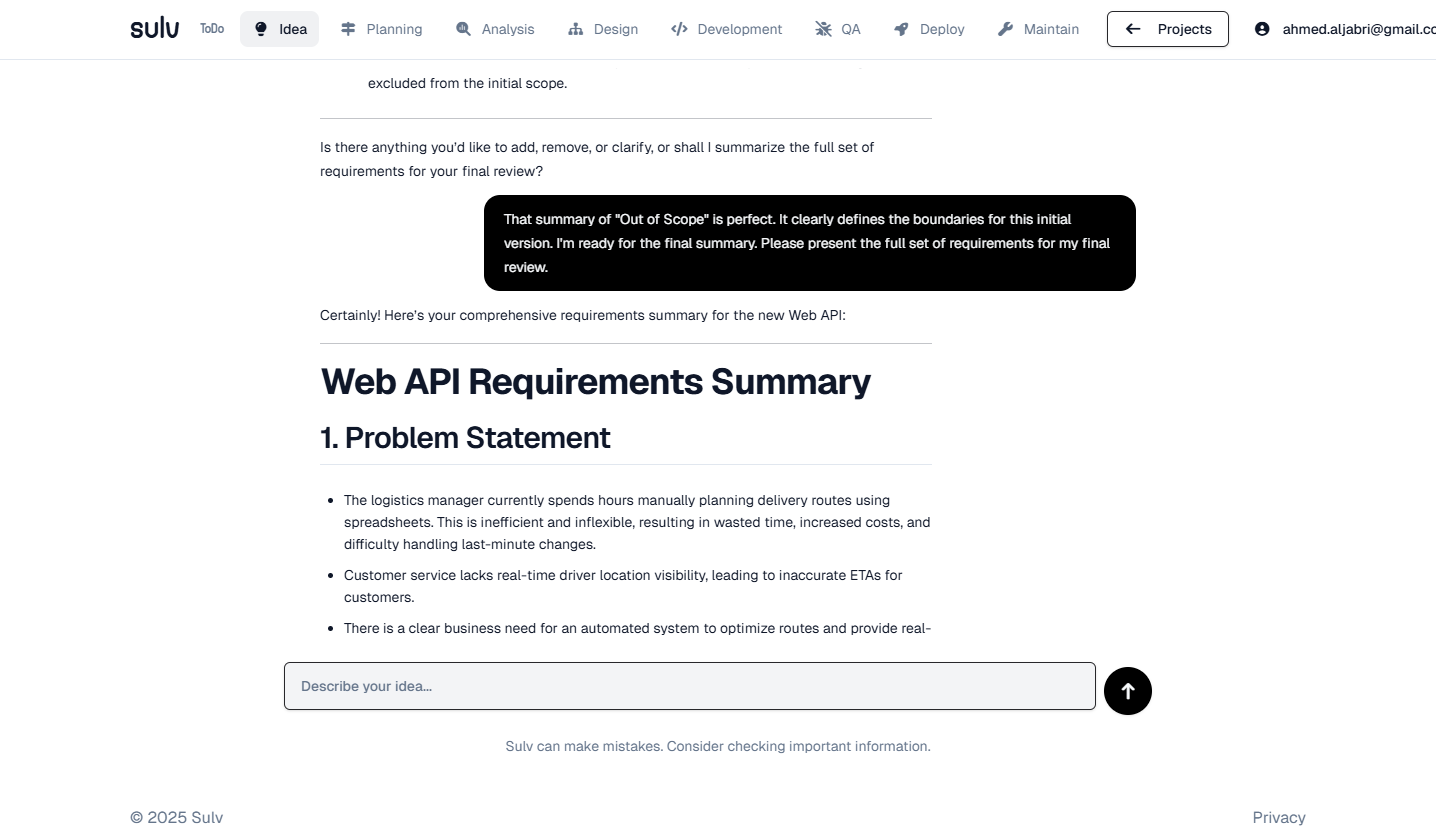 sulv
ToDo
Idea
Planning
Analysis
Design
Development
QA
Deploy
Maintain
Projects
ahmed.aljabri@gmail.co
excluded from the initial scope.
Is there anything you'd like to add, remove, or clarify, or shall I summarize the full set of
requirements for your final review?
That summary of "Out of Scope" is perfect. It clearly defines the boundaries for this initial
version. I'm ready for the final summary. Please present the full set of requirements for my final
review.
Certainly! Here's your comprehensive requirements summary for the new Web API:
Web API Requirements Summary
1. Problem Statement
• The logistics manager currently spends hours manually planning delivery routes using
spreadsheets. This is inefficient and inflexible, resulting in wasted time, increased costs, and
difficulty handling last-minute changes.
• Customer service lacks real-time driver location visibility, leading to inaccurate ETAs for
customers.
• There is a clear business need for an automated system to optimize routes and provide real-
Describe your idea...
Sulv can make mistakes. Consider checking important information.
© 2025 Sulv
Privacy